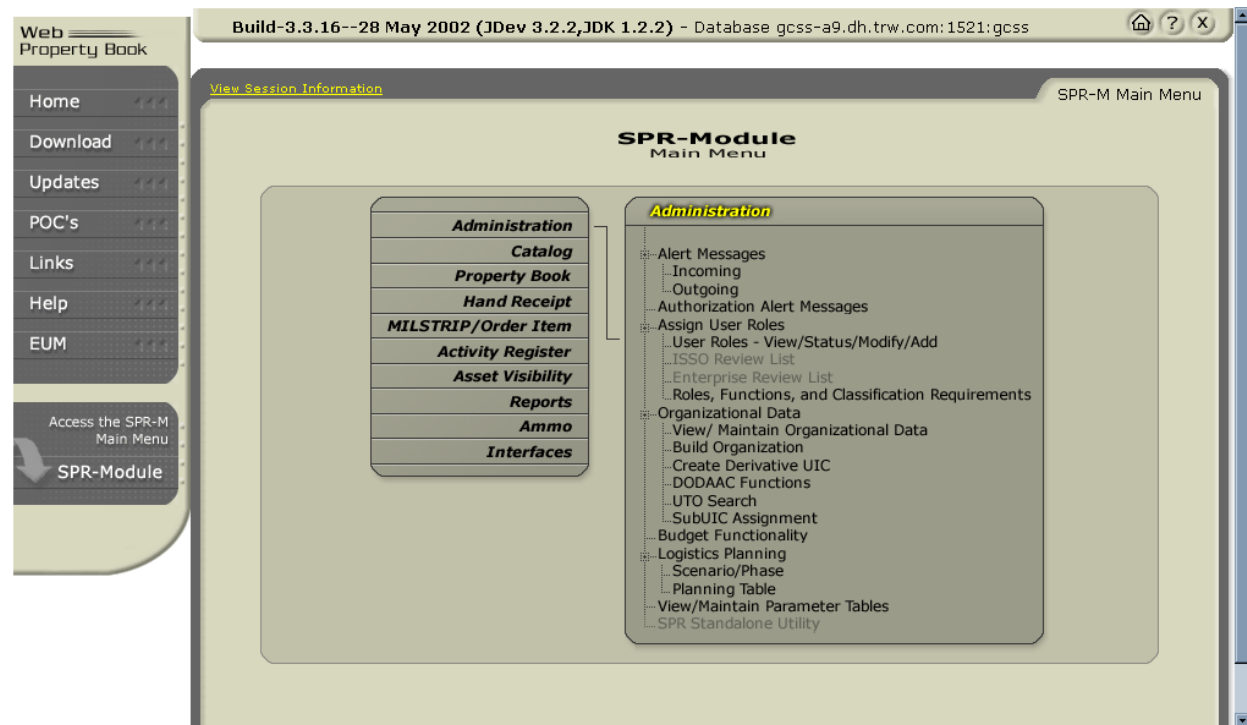 Web
Property Book
Build-3.3.16--28 May 2002 (JDev 3.2.2,JDK 1.2.2) - Database gcss-a9.dh.trw.com:1521:gcss
?
X
Home
Download
Updates
POC's
Links
Help
EUM
Access the SPR-M
Main Menu
SPR-Module
View Session Information
SPR-M Main Menu
SPR-Module
Main Menu
Administration
Catalog
Property Book
Hand Receipt
MILSTRIP/Order Item
Activity Register
Asset Visibility
Reports
Ammo
Interfaces
Administration
Alert Messages
Incoming
Outgoing
Authorization Alert Messages
Assign User Roles
User Roles - View/Status/Modify/Add
ISSO Review List
Enterprise Review List
Roles, Functions, and Classification Requirements
Organizational Data
View/ Maintain Organizational Data
Build Organization
Create Derivative UIC
DODAAC Functions
UTO Search
SubUIC Assignment
Budget Functionality
Logistics Planning
Scenario/Phase
Planning Table
View/Maintain Parameter Tables
SPR Standalone Utility